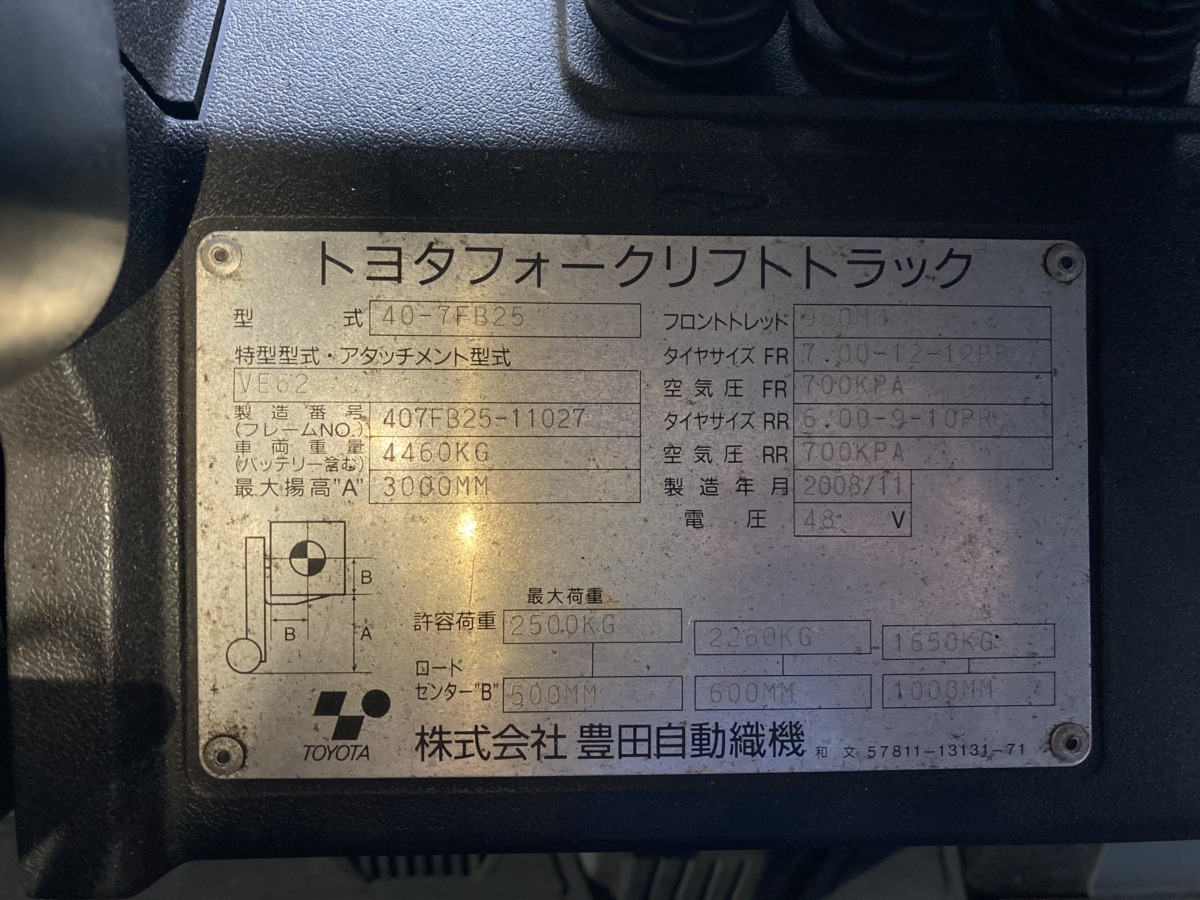 トヨタフォークリフトトラック
型 式 40-7FB25
特型型式・アタッチメント型式
VE62
製造番号 (フレームNO.) 407FB25-11027
車両重量 (バッテリー含む) 4460KG
最大揚高"A" 3000MM
フロントトレッド 960MM
タイヤサイズ FR 7.00-12-12PR
空気圧 FR 700KPA
タイヤサイズ RR 6.00-9-10PR
空気圧 RR 700KPA
製造年月 2008/11
電 圧 48 V
B
B
A
最大荷重
許容荷重 2500KG 2260KG 1650KG
ロード
センター"B" 500MM 600MM 1000MM
TOYOTA
株式会社 豊田自動織機 和文 57811-13131-71